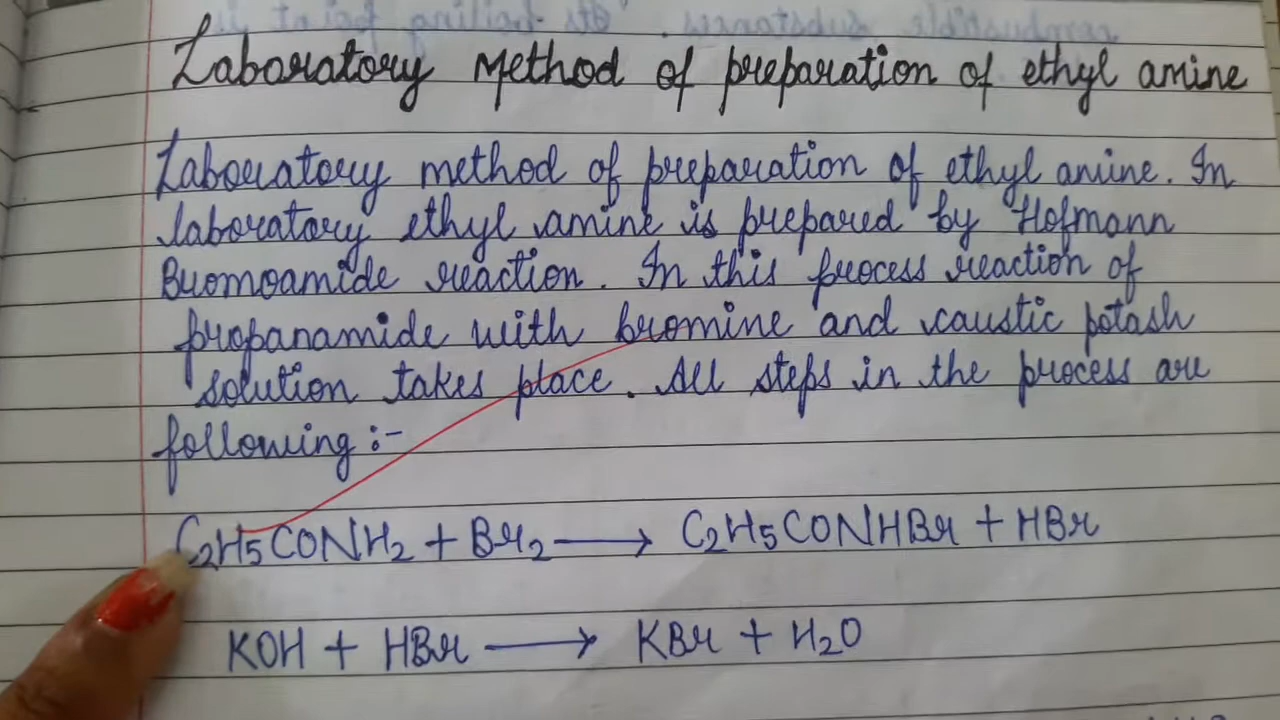 Laboratory Method of preparation of ethyl amine
Laboratory method of preparation of ethyl amine. In
laboratory ethyl amine is prepared by Hofmann
Bromoamide reaction. In this process reaction of
propanamide with bromine and caustic potash
solution takes place. All steps in the process are
following :-
C2H5CONH2 + Br2 ⟶ C2H5CONHBr + HBr
KOH + HBr ⟶ KBr + H2O